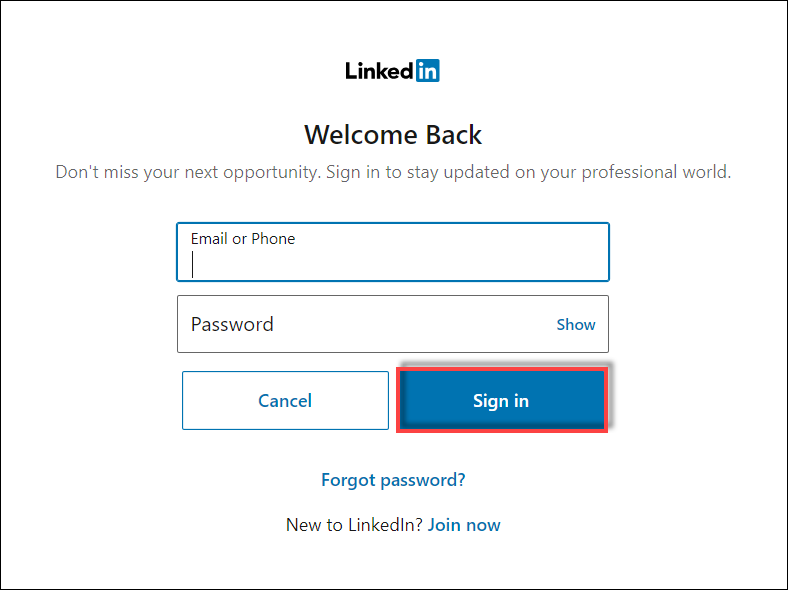 Linkedin
Welcome Back
Don't miss your next opportunity. Sign in to stay updated on your professional world.
Email or Phone
Password Show
Cancel Sign in
Forgot password?
New to LinkedIn? Join now